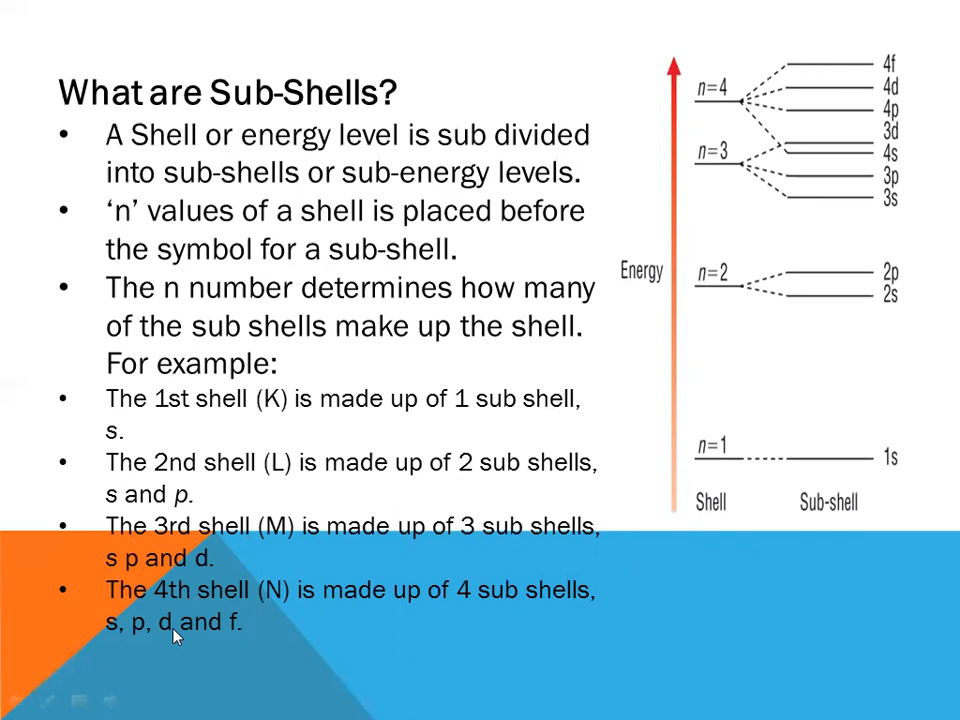 What are Sub-Shells?
• A Shell or energy level is sub divided
into sub-shells or sub-energy levels.
• ‘n’ values of a shell is placed before
the symbol for a sub-shell.
• The n number determines how many
of the sub shells make up the shell.
For example:
• The 1st shell (K) is made up of 1 sub shell,
s.
• The 2nd shell (L) is made up of 2 sub shells,
s and p.
• The 3rd shell (M) is made up of 3 sub shells,
s p and d.
• The 4th shell (N) is made up of 4 sub shells,
s, p, d and f.
Energy
n=4
n=3
n=2
n=1
Shell
4f
4d
4p
3d
4s
3p
3s
2p
2s
1s
Sub-shell